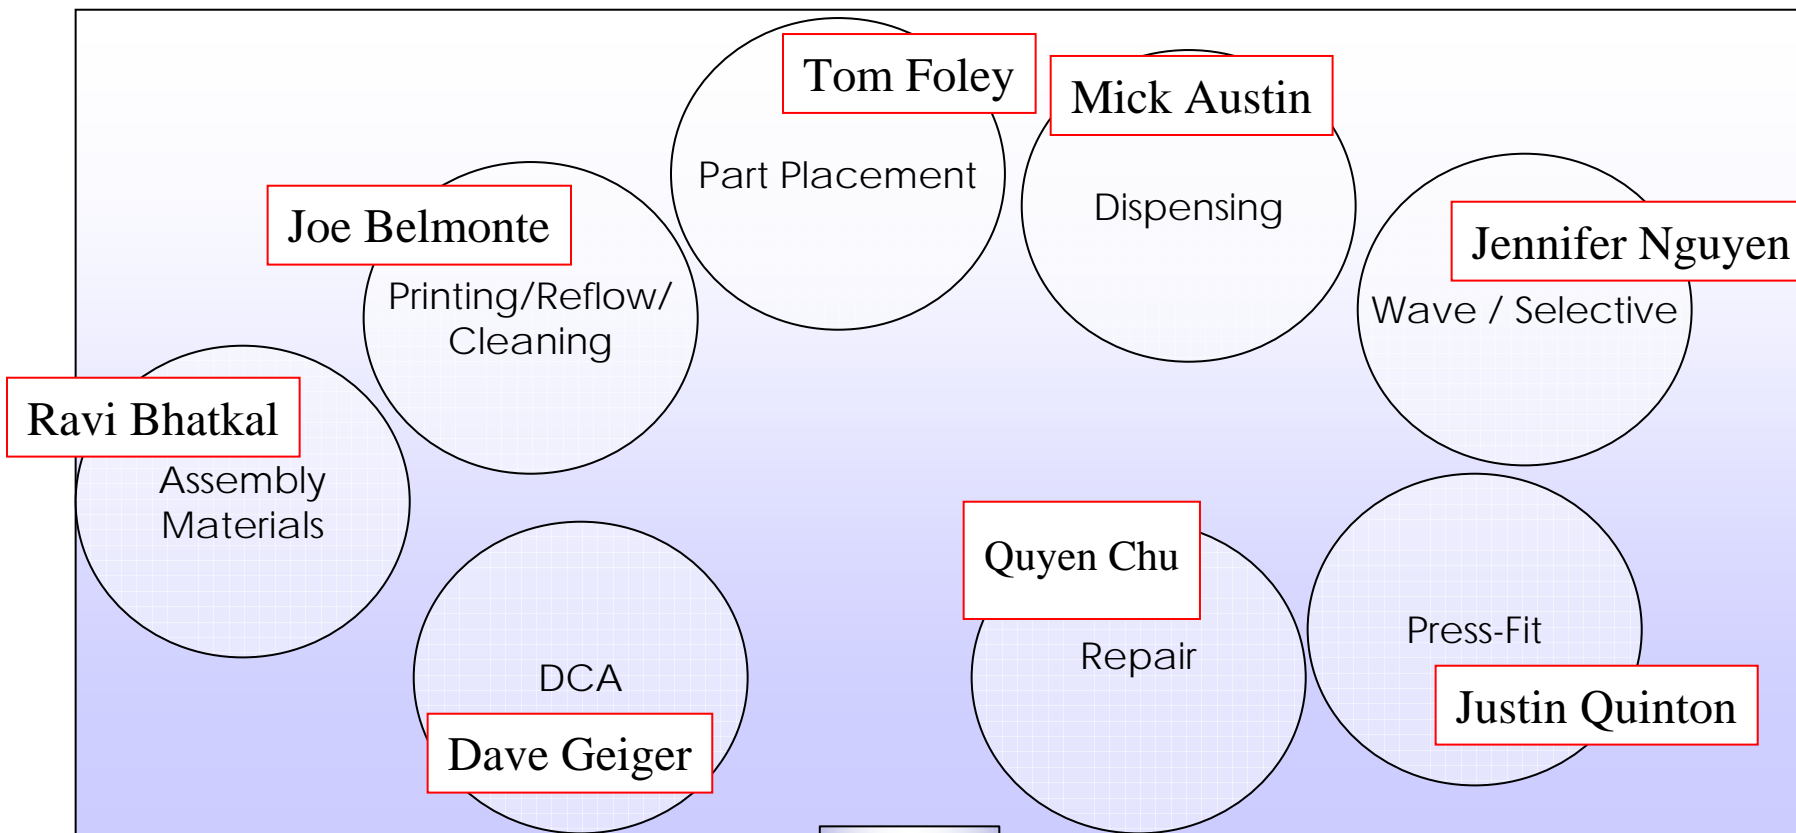 Tom Foley
Part Placement
Mick Austin
Dispensing
Joe Belmonte
Printing/Reflow/
Cleaning
Jennifer Nguyen
Wave / Selective
Ravi Bhatkal
Assembly
Materials
Quyen Chu
Repair
Press-Fit
Justin Quinton
DCA
Dave Geiger